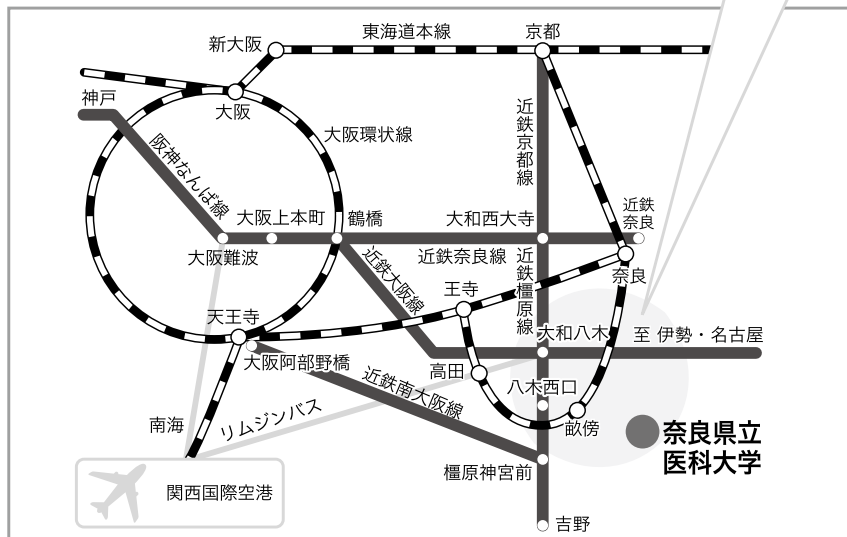 東海道本線
京都
新大阪
神戸
大阪
大阪環状線
近鉄京都線
阪神なんば線
近鉄
奈良
大阪上本町
鶴橋
大和西大寺
大阪難波
近鉄奈良線
近鉄大阪線
近鉄橿原線
奈良
王寺
天王寺
大和八木
至 伊勢・名古屋
大阪阿部野橋
高田
近鉄南大阪線
八木西口
南海
リムジンバス
畝傍
奈良県立
医科大学
橿原神宮前
関西国際空港
吉野